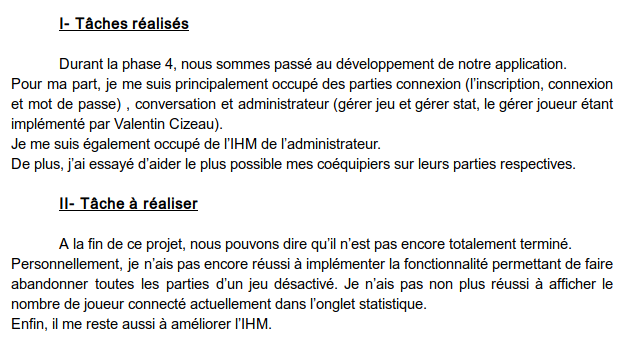 I- Tâches réalisés
Durant la phase 4, nous sommes passé au développement de notre application.
Pour ma part, je me suis principalement occupé des parties connexion (l'inscription, connexion
et mot de passe) , conversation et administrateur (gérer jeu et gérer stat, le gérer joueur étant
implémenté par Valentin Cizeau).
Je me suis également occupé de l'IHM de l'administrateur.
De plus, j'ai essayé d'aider le plus possible mes coéquipiers sur leurs parties respectives.
II- Tâche à réaliser
A la fin de ce projet, nous pouvons dire qu'il n'est pas encore totalement terminé.
Personnellement, je n'ais pas encore réussi à implémenter la fonctionnalité permettant de faire
abandonner toutes les parties d'un jeu désactivé. Je n'ais pas non plus réussi à afficher le
nombre de joueur connecté actuellement dans l'onglet statistique.
Enfin, il me reste aussi à améliorer l'IHM.